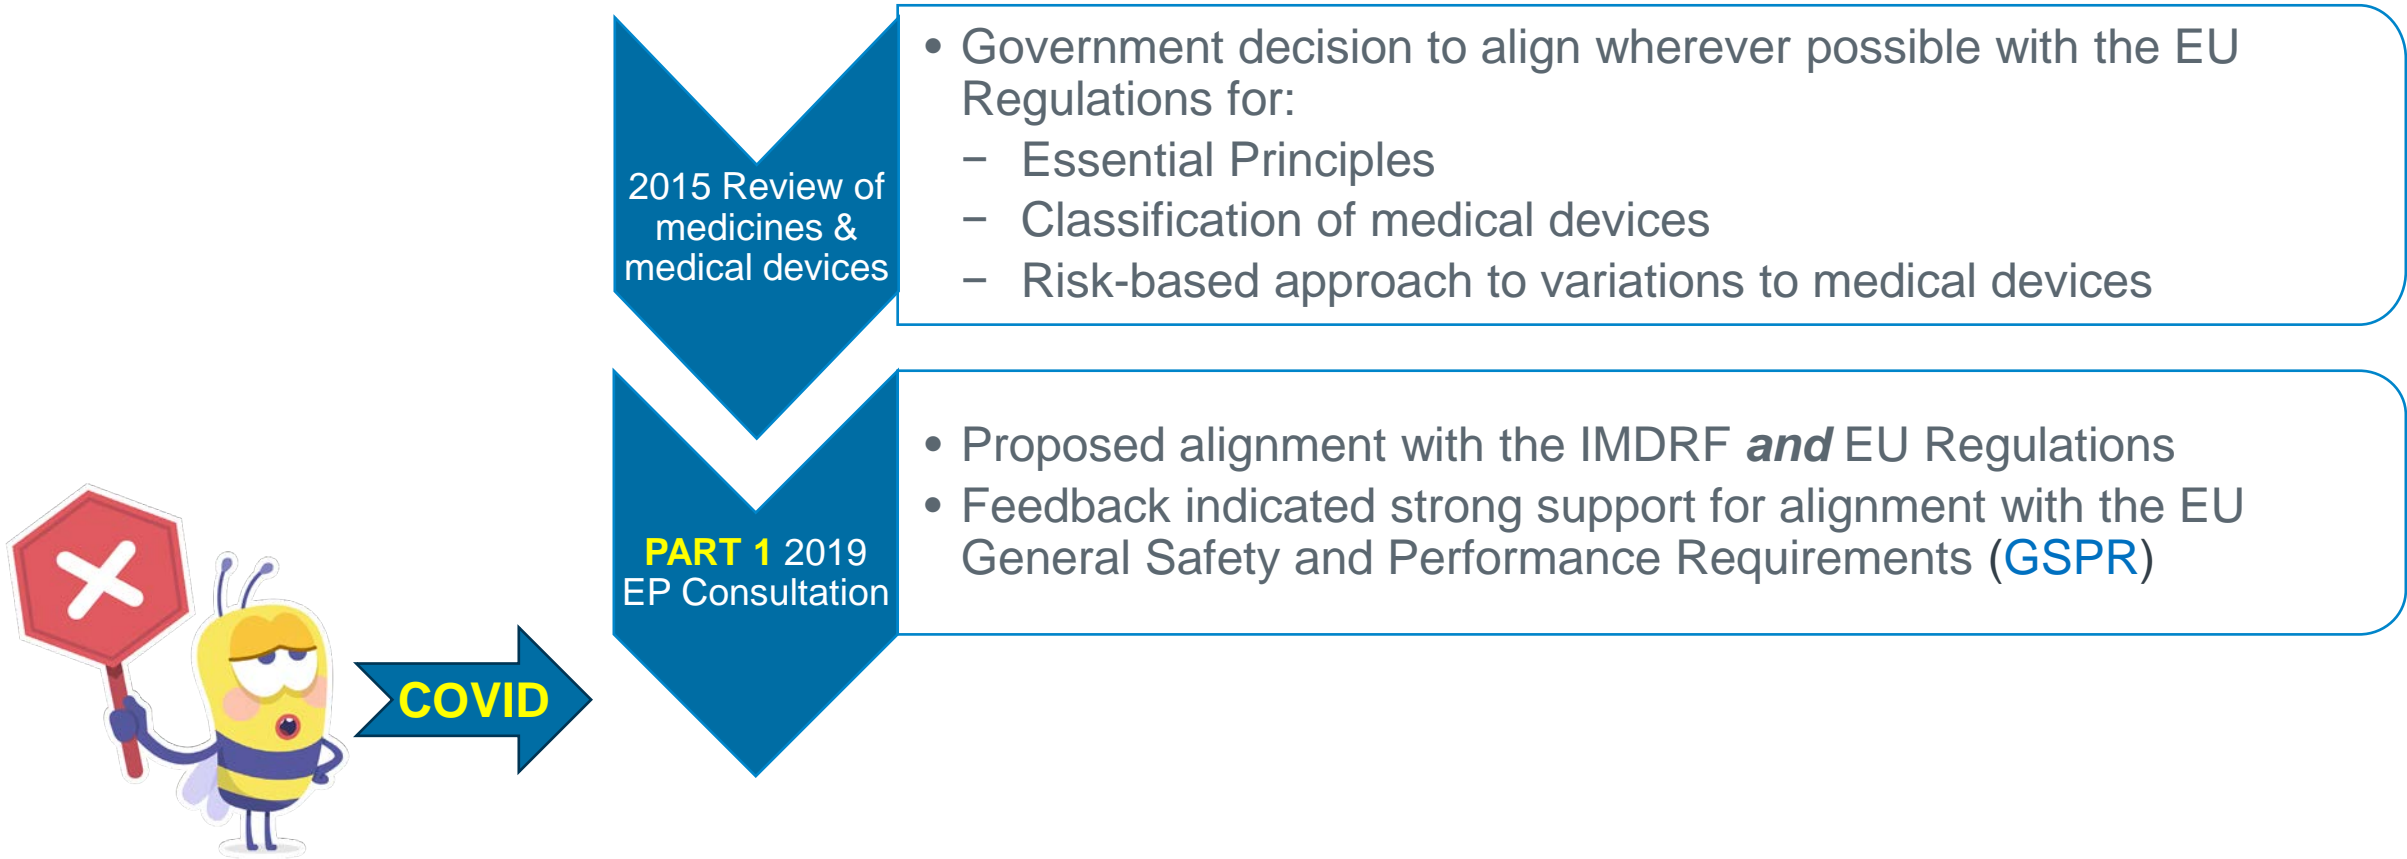 2015 Review of
medicines &
medical devices
• Government decision to align wherever possible with the EU
Regulations for:
− Essential Principles
− Classification of medical devices
− Risk-based approach to variations to medical devices
PART 1 2019
EP Consultation
• Proposed alignment with the IMDRF and EU Regulations
• Feedback indicated strong support for alignment with the EU
General Safety and Performance Requirements (GSPR)
COVID